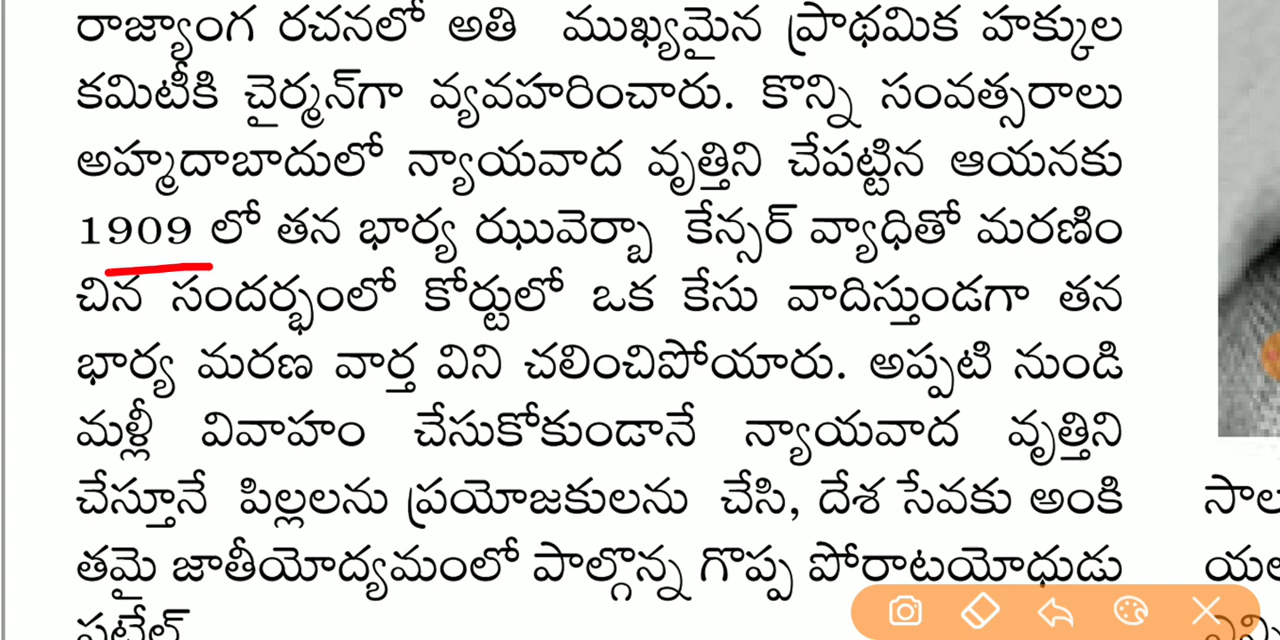 రాజ్యాంగ రచనలో అతి ముఖ్యమైన ప్రాథమిక హక్కుల
కమిటీకి చైర్మన్‌గా వ్యవహరించారు. కొన్ని సంవత్సరాలు
అహ్మదాబాదులో న్యాయవాద వృత్తిని చేపట్టిన ఆయనకు
1909 లో తన భార్య ఝువెర్బా కేన్సర్ వ్యాధితో మరణిం
చిన సందర్భంలో కోర్టులో ఒక కేసు వాదిస్తుండగా తన
భార్య మరణ వార్త విని చలించిపోయారు. అప్పటి నుండి
మళ్లీ వివాహం చేసుకోకుండానే న్యాయవాద వృత్తిని
చేస్తూనే పిల్లలను ప్రయోజకులను చేసి, దేశ సేవకు అంకి
తమై జాతీయోద్యమంలో పాల్గొన్న గొప్ప పోరాటయోధుడు
పటేల్